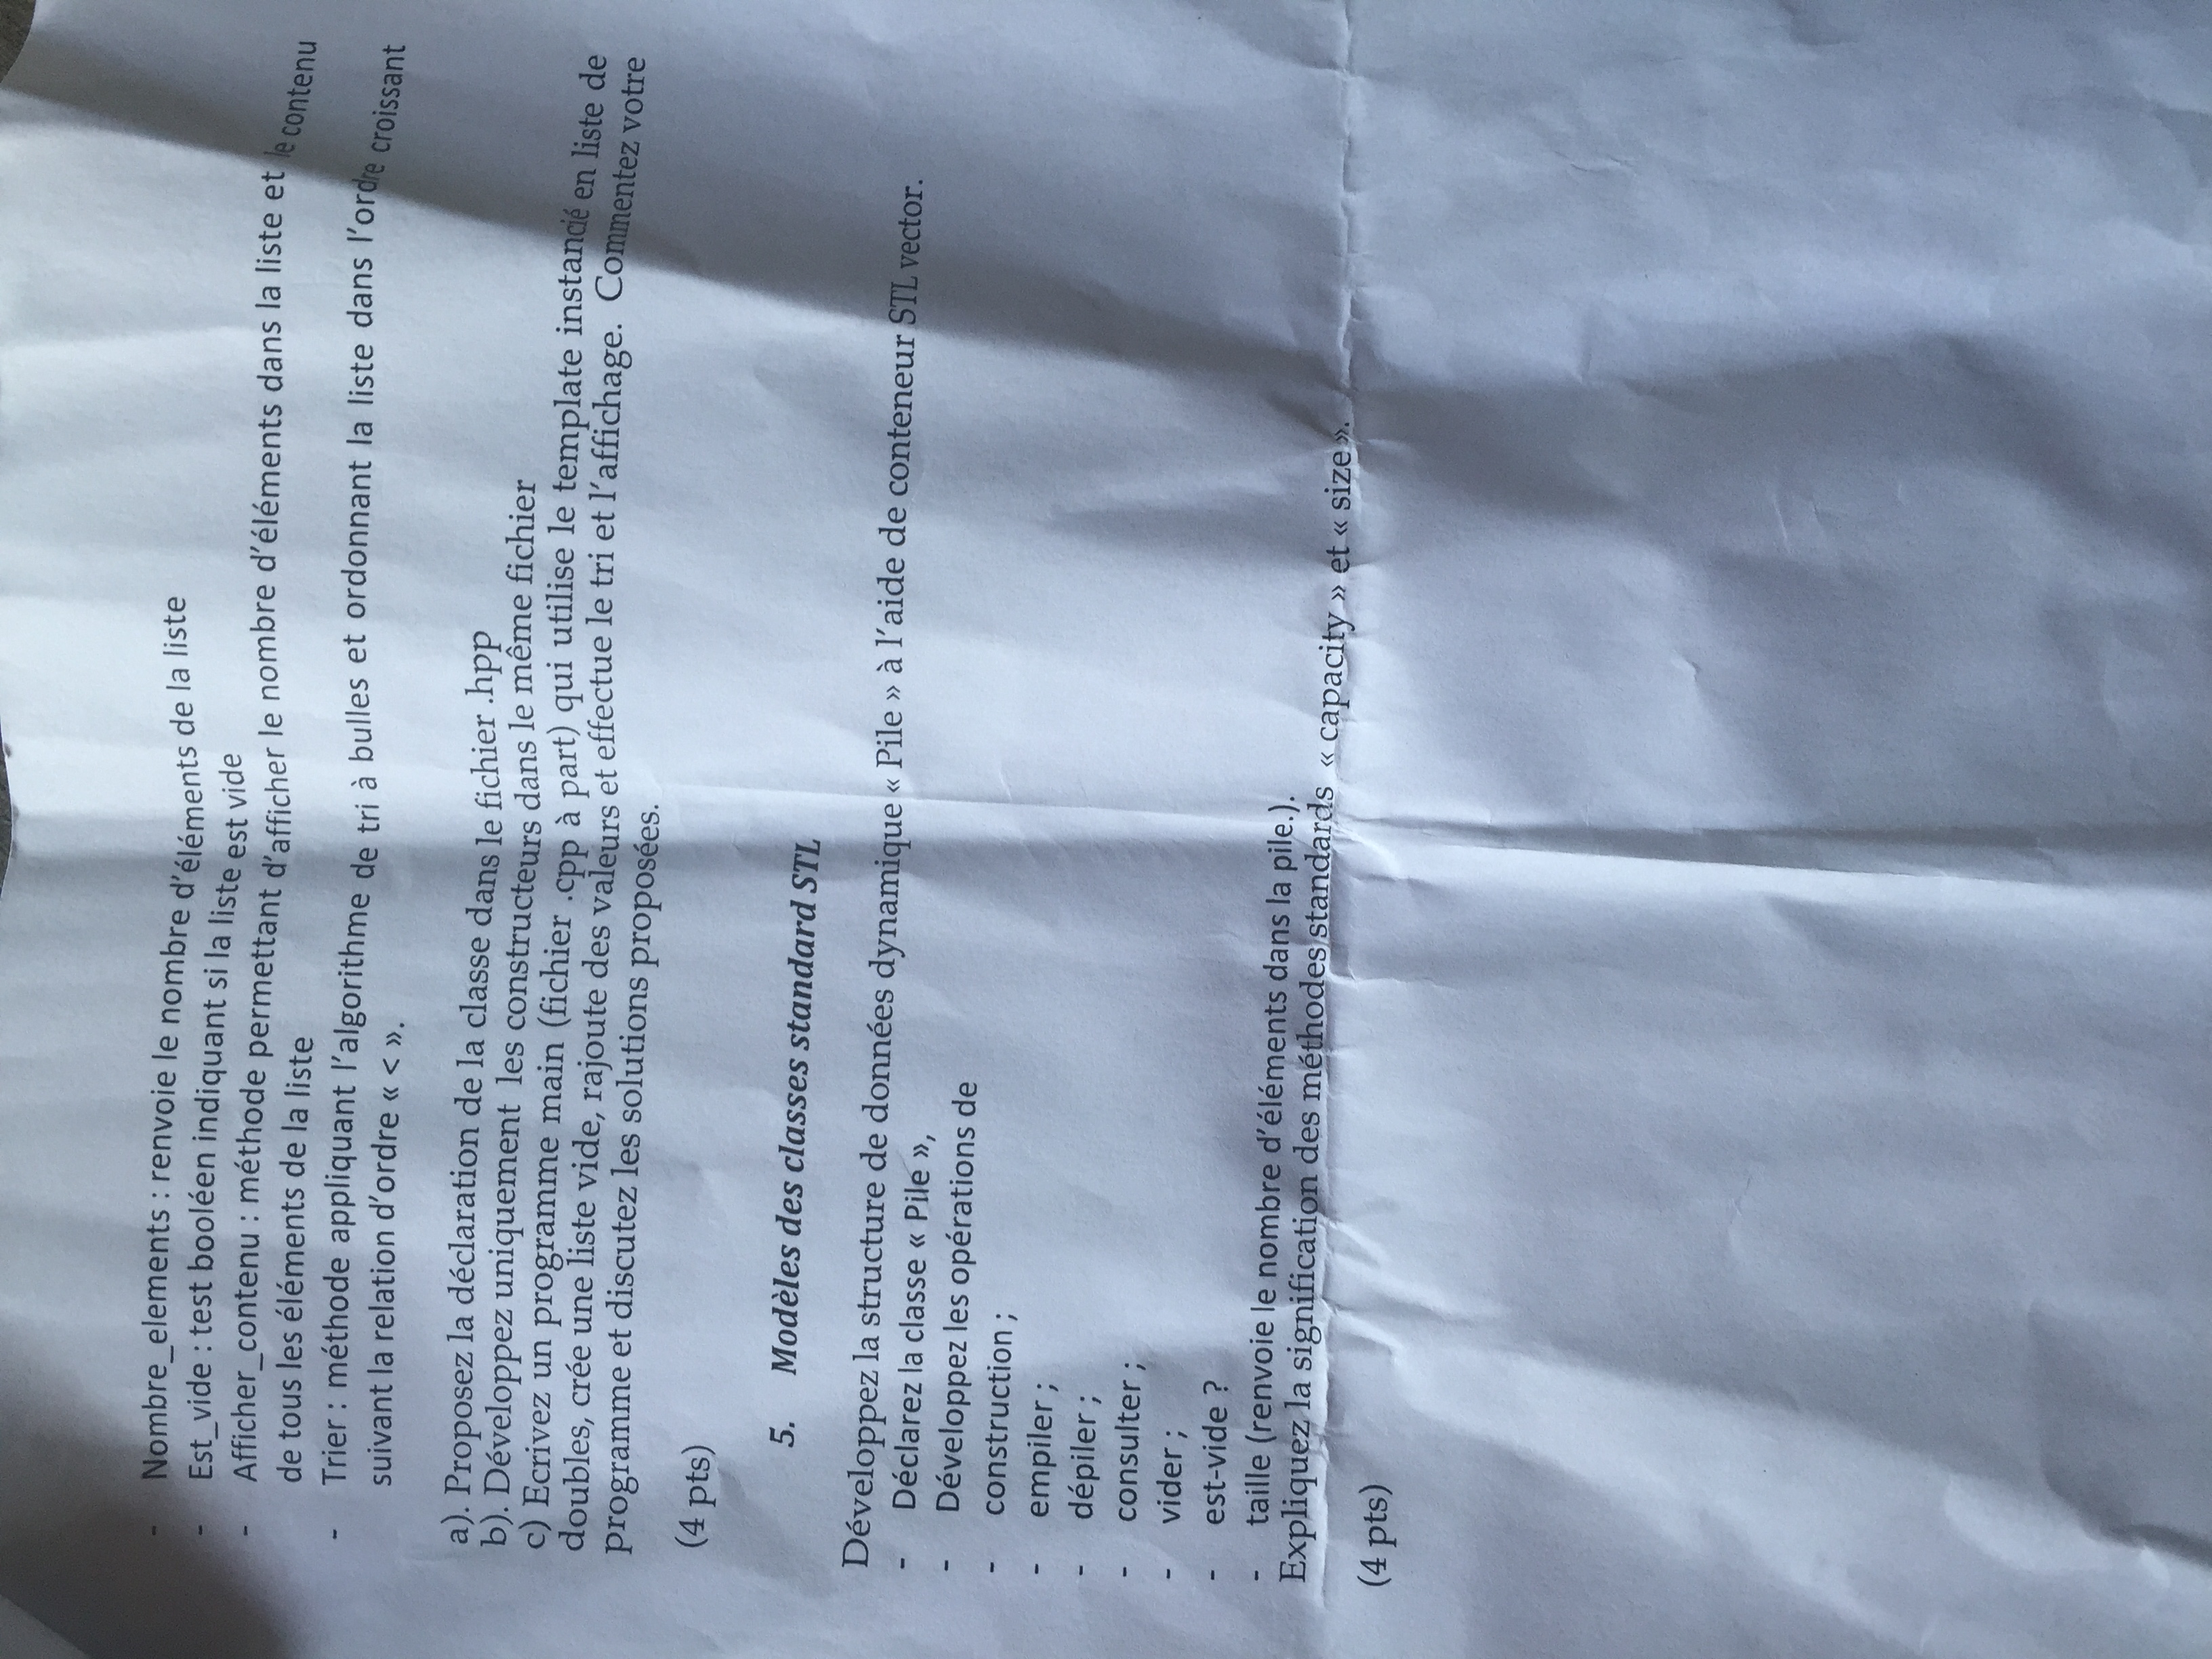 - Nombre_elements : renvoie le nombre d'éléments de la liste
- Est_vide : test booléen indiquant si la liste est vide
- Afficher_contenu : méthode permettant d'afficher le nombre d'éléments dans la liste et le contenu
de tous les éléments de la liste
- Trier : méthode appliquant l'algorithme de tri à bulles et ordonnant la liste dans l'ordre croissant
suivant la relation d'ordre « < ».
a). Proposez la déclaration de la classe dans le fichier .hpp
b). Développez uniquement les constructeurs dans le même fichier
c) Ecrivez un programme main (fichier .cpp à part) qui utilise le template instancié en liste de
doubles, crée une liste vide, rajoute des valeurs et effectue le tri et l'affichage. Commentez votre
programme et discutez les solutions proposées.
(4 pts)
5. Modèles des classes standard STL
Développez la structure de données dynamique « Pile » à l'aide de conteneur STL vector.
- Déclarez la classe « Pile »,
- Développez les opérations de
- construction ;
- empiler ;
- dépiler ;
- consulter ;
- vider ;
- est-vide ?
- taille (renvoie le nombre d'éléments dans la pile.).
Expliquez la signification des méthodes standards « capacity » et « size ».
(4 pts)